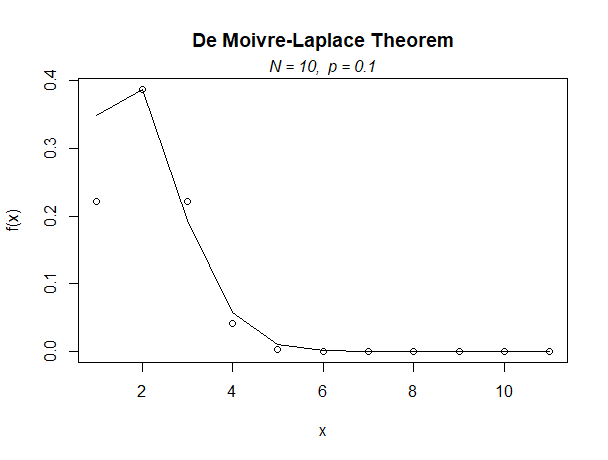 De Moivre-Laplace Theorem
N = 10, p = 0.1
0.4
0.3
0.2
0.1
0.0
f(x)
2 4 6 8 10
x